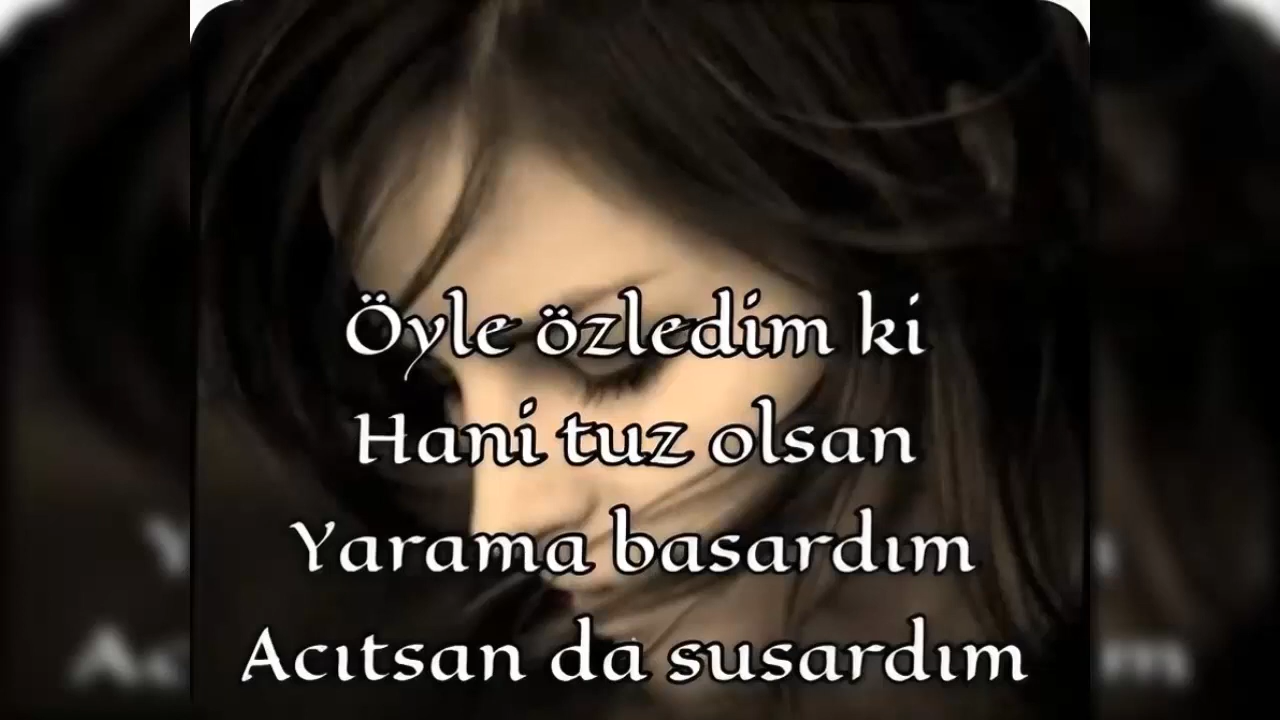 Öyle özledim ki
Hani tuz olsan
Yarama basardım
Acıtsan da susardım